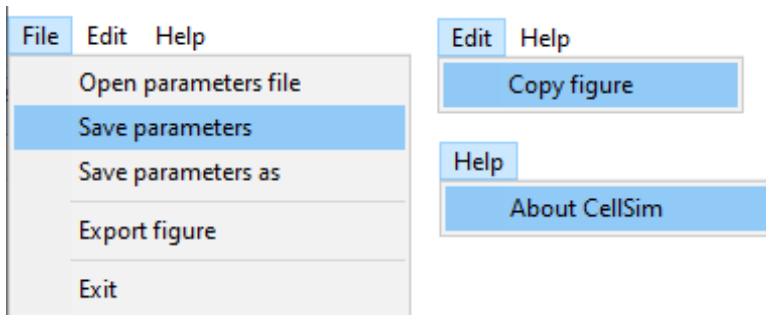 File Edit Help
Open parameters file
Save parameters
Save parameters as
Export figure
Exit
Edit Help
Copy figure
Help
About CellSim